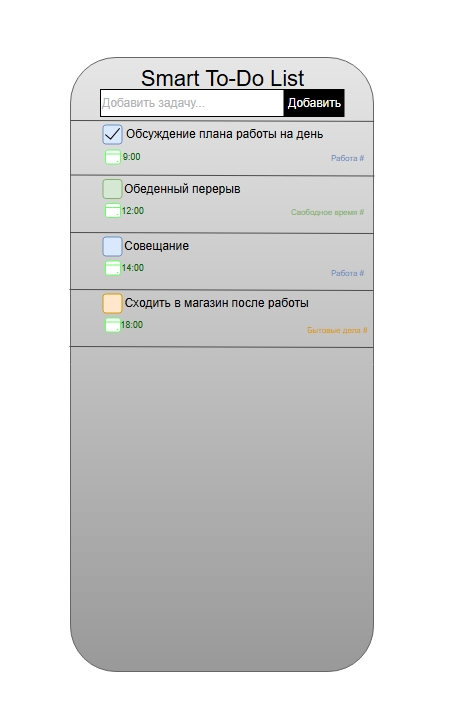 Smart To-Do List
Добавить задачу... Добавить
Обсуждение плана работы на день
9:00 Работа #
Обеденный перерыв
12:00 Свободное время #
Совещание
14:00 Работа #
Сходить в магазин после работы
18:00 Бытовые дела #